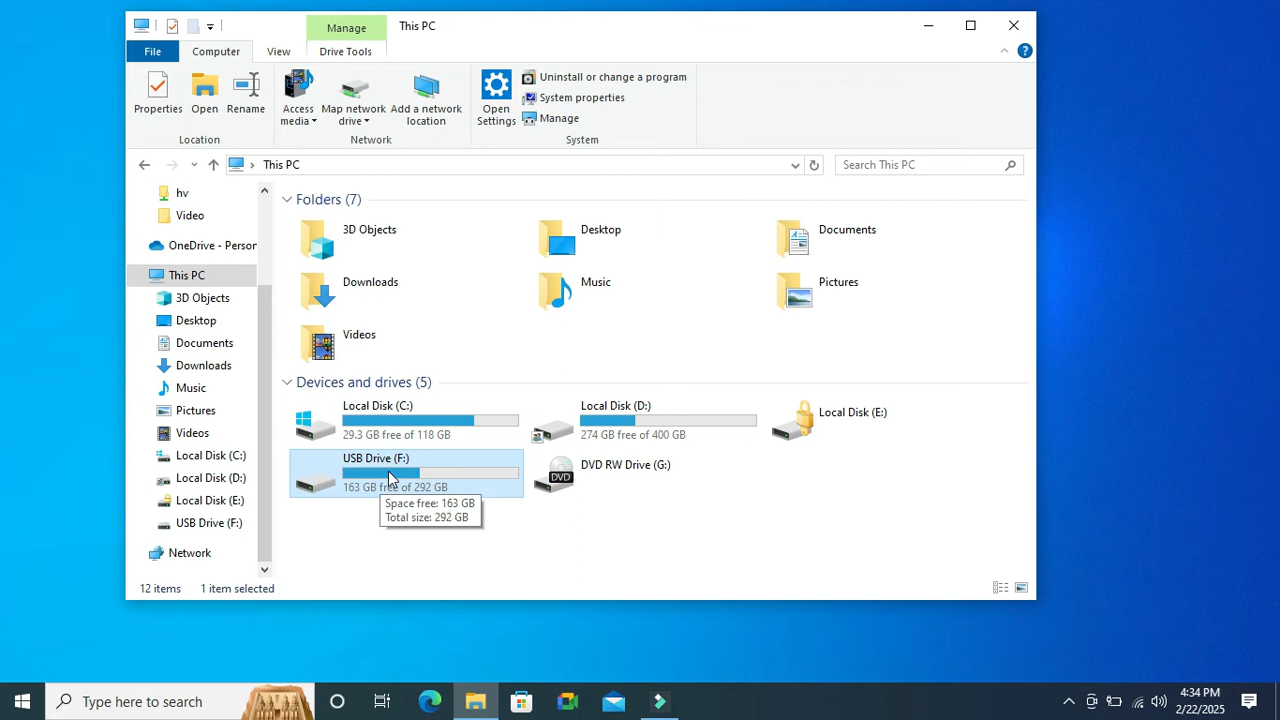 Manage
This PC
File
Computer
View
Drive Tools
Properties
Open
Rename
Access media
Map network drive
Add a network location
Open Settings
Uninstall or change a program
System properties
Manage
Location
Network
System
This PC
Search This PC
hv
Video
OneDrive - Person
This PC
3D Objects
Desktop
Documents
Downloads
Music
Pictures
Videos
Local Disk (C:)
Local Disk (D:)
Local Disk (E:)
USB Drive (F:)
Network
Folders (7)
3D Objects
Desktop
Documents
Downloads
Music
Pictures
Videos
Devices and drives (5)
Local Disk (C:)
29.3 GB free of 118 GB
Local Disk (D:)
274 GB free of 400 GB
Local Disk (E:)
USB Drive (F:)
163 GB free of 292 GB
DVD
DVD RW Drive (G:)
Space free: 163 GB
Total size: 292 GB
12 items
1 item selected
Type here to search
4:34 PM
2/22/2025